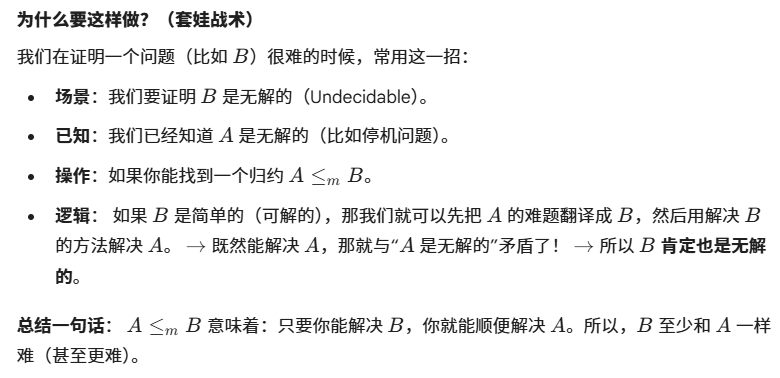 为什么要这样做？（套娃战术）
我们在证明一个问题（比如 B）很难的时候，常用这一招：
• 场景：我们要证明 B 是无解的（Undecidable）。
• 已知：我们已经知道 A 是无解的（比如停机问题）。
• 操作：如果你能找到一个归约 A ≤m B。
• 逻辑： 如果 B 是简单的（可解的），那我们就可以先把 A 的难题翻译成 B，然后用解决 B
的方法解决 A。 → 既然能解决 A，那就与“A 是无解的”矛盾了！ → 所以 B 肯定也是无解
的。
总结一句话： A ≤m B 意味着：只要你能解决 B，你就能顺便解决 A。所以，B 至少和 A 一样
难（甚至更难）。